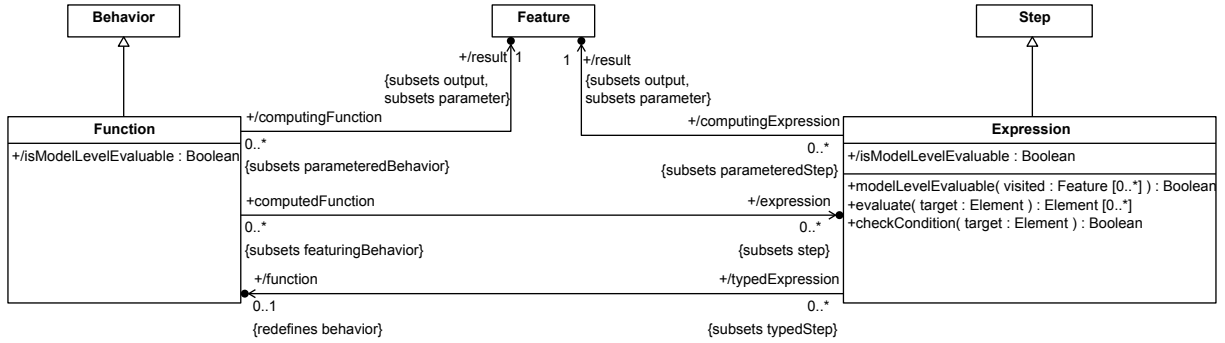 Behavior
Feature
Step
+/result 1
1 +/result
{subsets output,
subsets parameter}
{subsets output,
subsets parameter}
Function
+/isModelLevelEvaluable : Boolean
+/computingFunction
0..*
{subsets parameteredBehavior}
+/computingExpression
0..*
{subsets parameteredStep}
Expression
+/isModelLevelEvaluable : Boolean
+modelLevelEvaluable( visited : Feature [0..*] ) : Boolean
+evaluate( target : Element ) : Element [0..*]
+checkCondition( target : Element ) : Boolean
+computedFunction
0..*
{subsets featuringBehavior}
+/expression
0..*
{subsets step}
+/function
0..1
{redefines behavior}
+/typedExpression
0..*
{subsets typedStep}